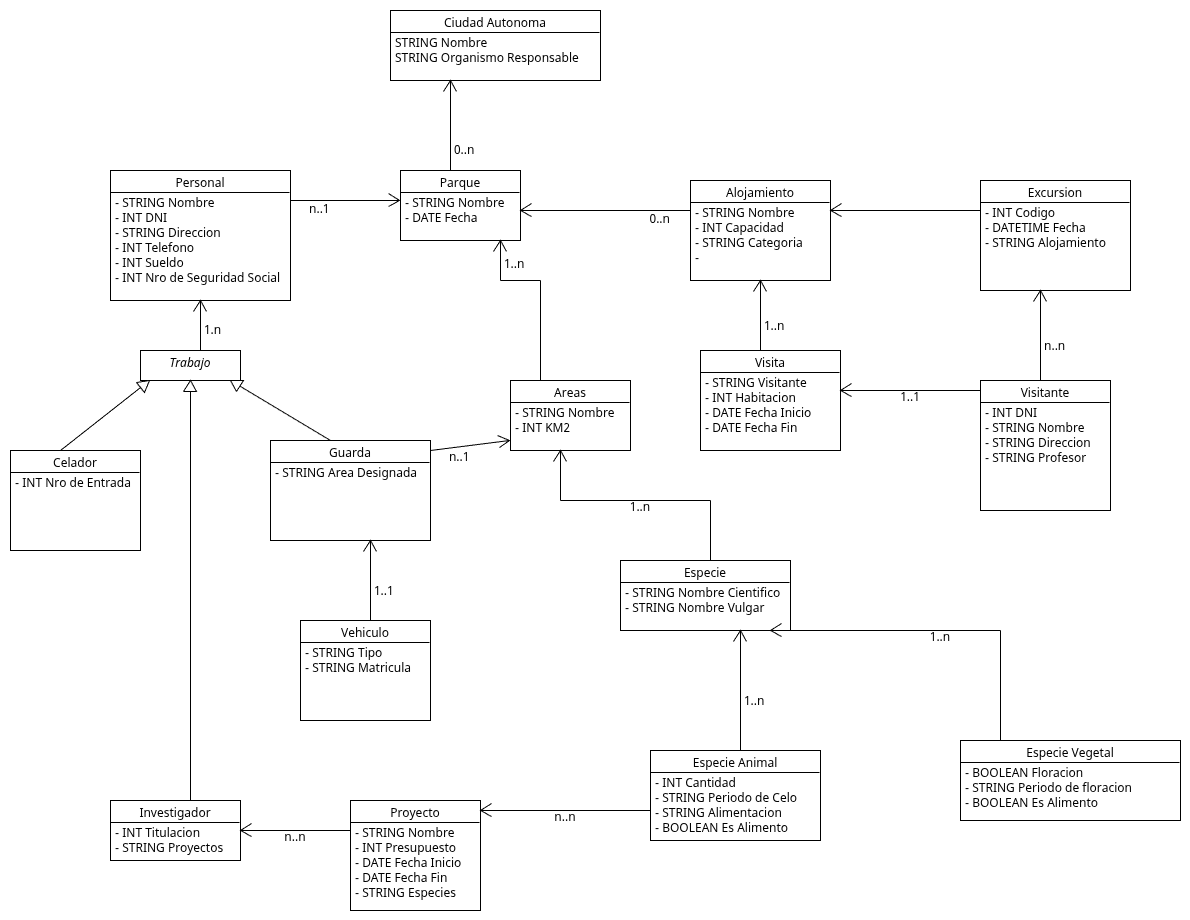 Ciudad Autonoma
STRING Nombre
STRING Organismo Responsable
0..n
Personal
- STRING Nombre
- INT DNI
- STRING Direccion
- INT Telefono
- INT Sueldo
- INT Nro de Seguridad Social
n..1
Parque
- STRING Nombre
- DATE Fecha
0..n
Alojamiento
- STRING Nombre
- INT Capacidad
- STRING Categoria
-
Excursion
- INT Codigo
- DATETIME Fecha
- STRING Alojamiento
1..n
1.n
1..n
n..n
Trabajo
Areas
- STRING Nombre
- INT KM2
Visita
- STRING Visitante
- INT Habitacion
- DATE Fecha Inicio
- DATE Fecha Fin
1..1
Visitante
- INT DNI
- STRING Nombre
- STRING Direccion
- STRING Profesor
Celador
- INT Nro de Entrada
Guarda
- STRING Area Designada
n..1
1..n
1..1
Especie
- STRING Nombre Cientifico
- STRING Nombre Vulgar
1..n
Vehiculo
- STRING Tipo
- STRING Matricula
1..n
Especie Animal
- INT Cantidad
- STRING Periodo de Celo
- STRING Alimentacion
- BOOLEAN Es Alimento
Especie Vegetal
- BOOLEAN Floracion
- STRING Periodo de floracion
- BOOLEAN Es Alimento
Investigador
- INT Titulacion
- STRING Proyectos
n..n
Proyecto
- STRING Nombre
- INT Presupuesto
- DATE Fecha Inicio
- DATE Fecha Fin
- STRING Especies
n..n